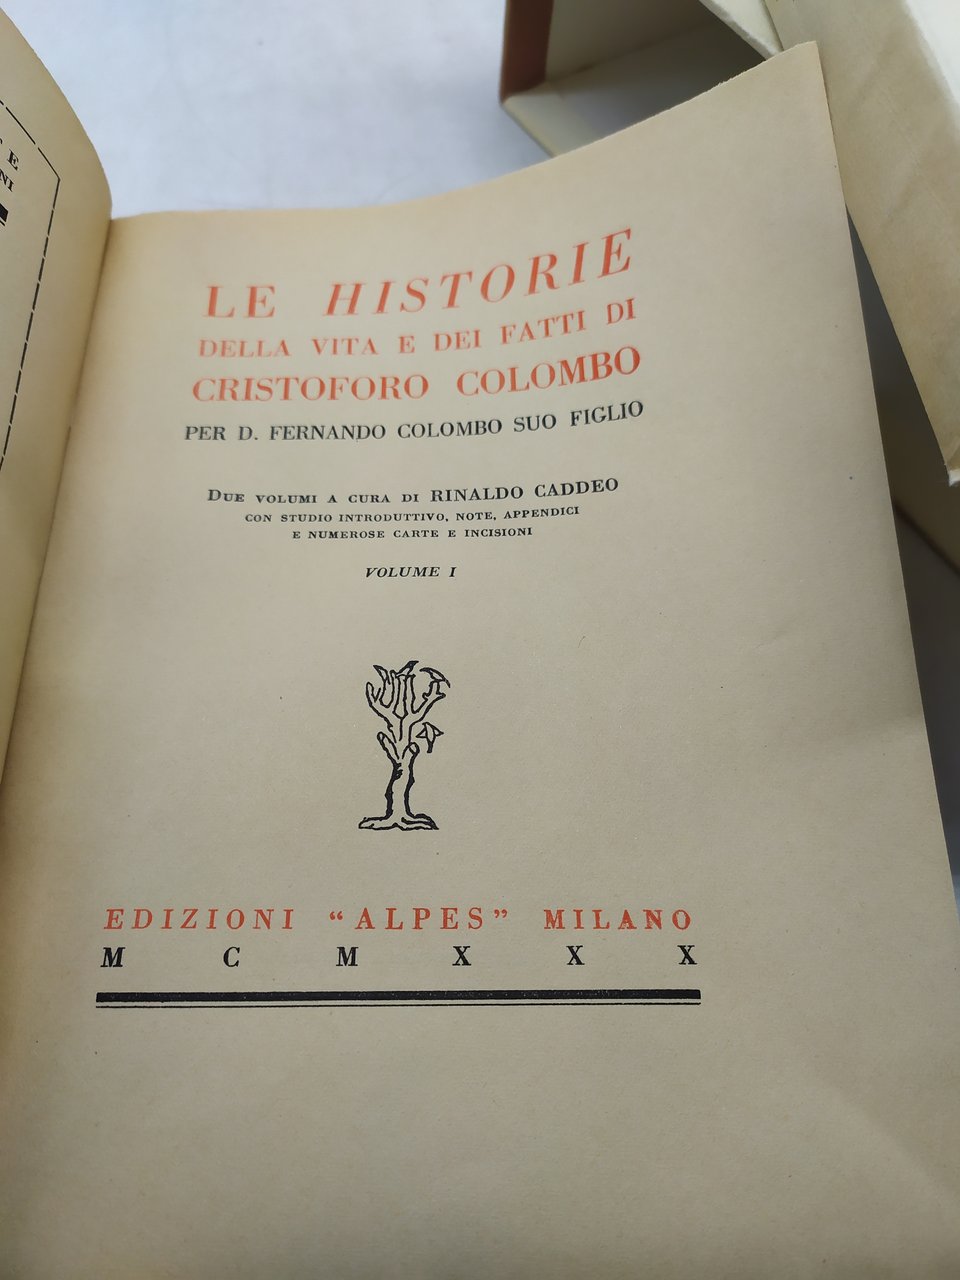 LE HISTORIE
DELLA VITA E DEI FATTI DI
CRISTOFORO COLOMBO
PER D. FERNANDO COLOMBO SUO FIGLIO
DUE VOLUMI A CURA DI RINALDO CADDEO
CON STUDIO INTRODUTTIVO, NOTE, APPENDICI
E NUMEROSE CARTE E INCISIONI
VOLUME I
EDIZIONI “ALPES” MILANO
M C M X X X